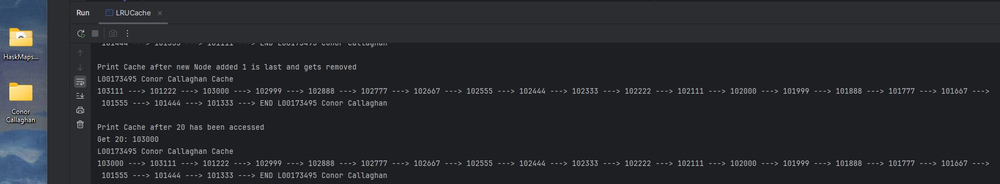 Run
LRUCache
HaskMaps...
Conor
Callaghan
101444 ---> 101333 ---> 101111 ---> END L00173495 Conor Callaghan
Print Cache after new Node added 1 is last and gets removed
L00173495 Conor Callaghan Cache
103111 ---> 101222 ---> 103000 ---> 102999 ---> 102888 ---> 102777 ---> 102667 ---> 102555 ---> 102444 ---> 102333 ---> 102222 ---> 102111 ---> 102000 ---> 101999 ---> 101888 ---> 101777 ---> 101667 --->
101555 ---> 101444 ---> 101333 ---> END L00173495 Conor Callaghan
Print Cache after 20 has been accessed
Get 20: 103000
L00173495 Conor Callaghan Cache
103000 ---> 103111 ---> 101222 ---> 102999 ---> 102888 ---> 102777 ---> 102667 ---> 102555 ---> 102444 ---> 102333 ---> 102222 ---> 102111 ---> 102000 ---> 101999 ---> 101888 ---> 101777 ---> 101667 --->
101555 ---> 101444 ---> 101333 ---> END L00173495 Conor Callaghan